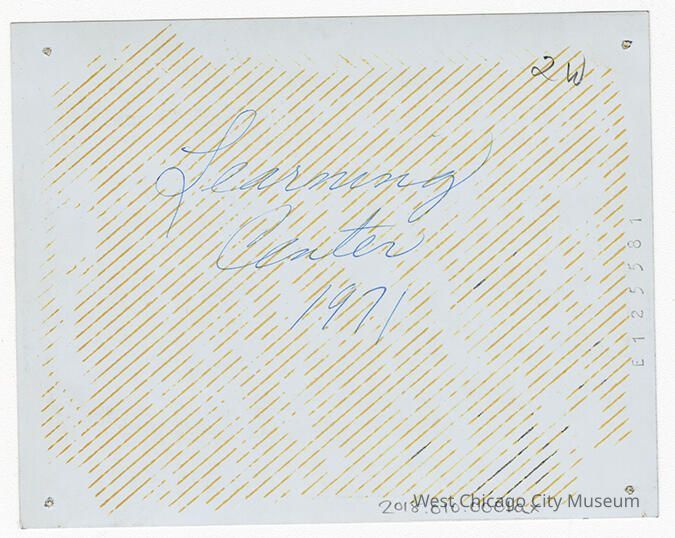 2W
Learning
Center
1971
E125581
West Chicago City Museum